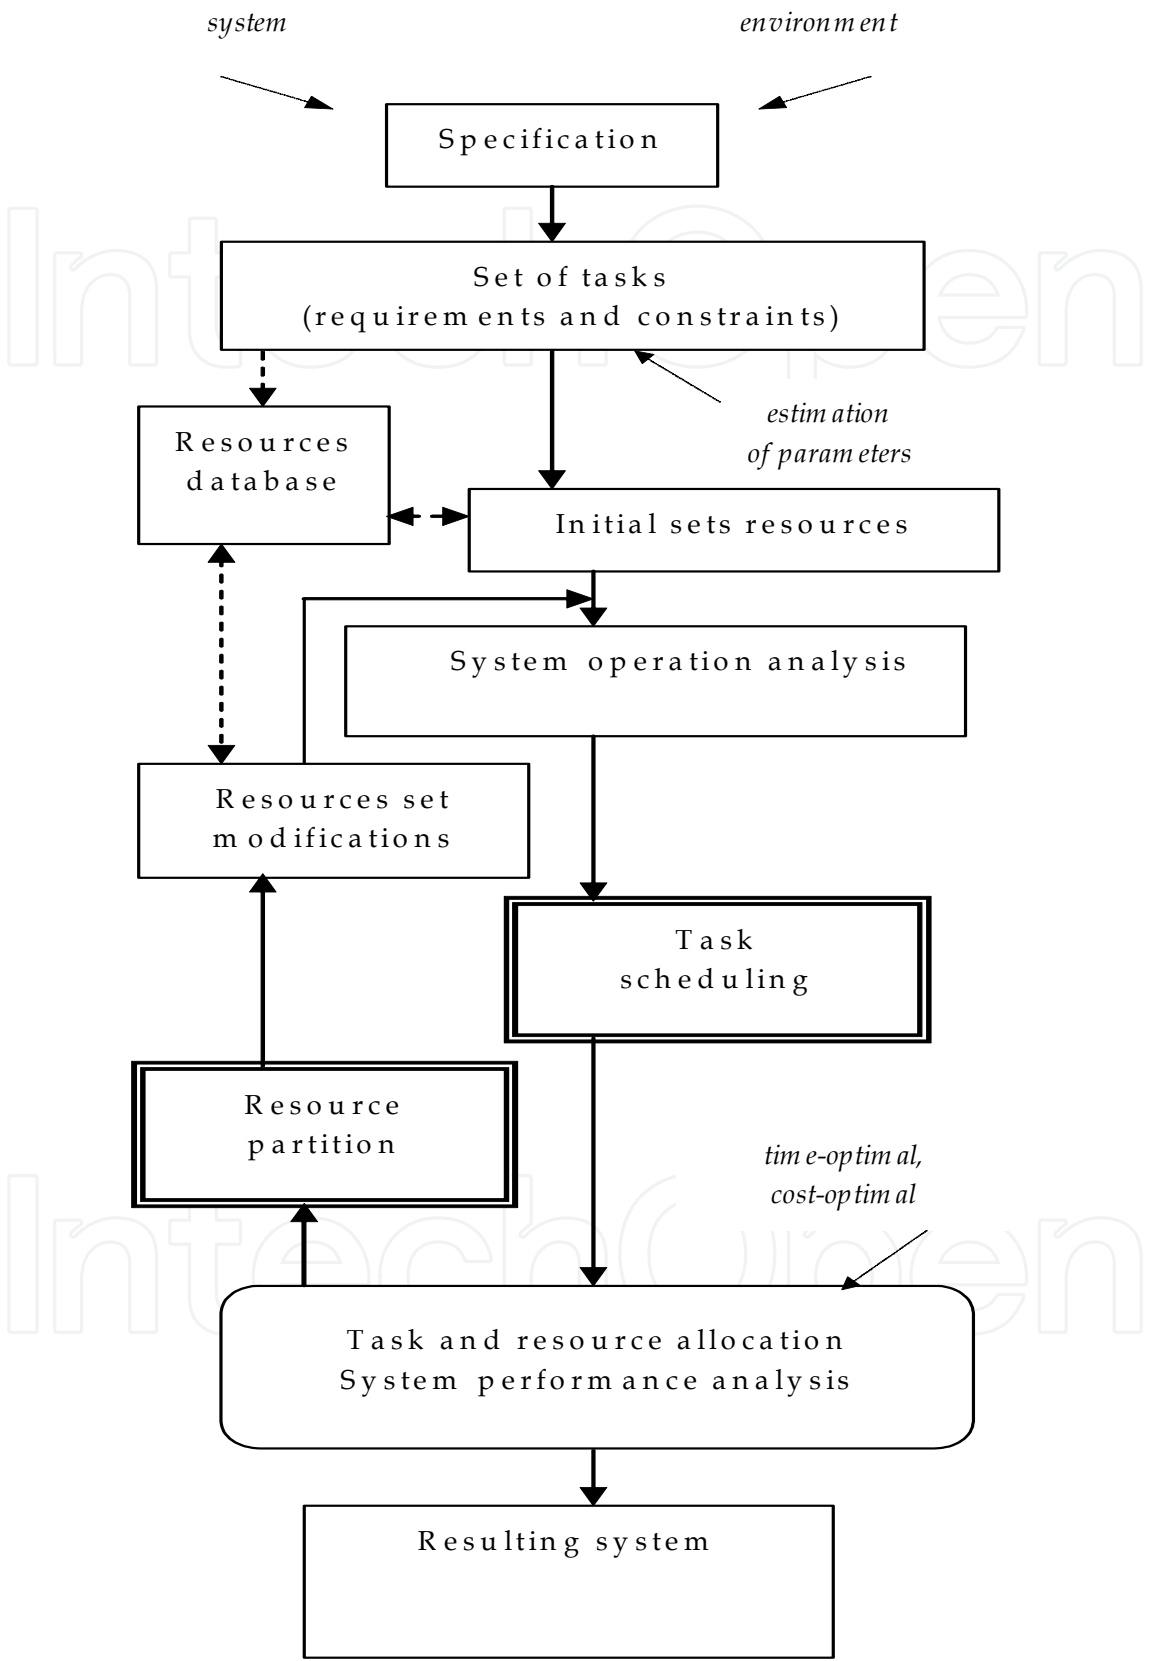 system
environment
Specification
Set of tasks
(requirements and constraints)
estimation
of parameters
Resources
database
Initial sets resources
System operation analysis
Resources set
modifications
Task
scheduling
Resource
partition
time-optimal,
cost-optimal
Task and resource allocation
System performance analysis
Resulting system
IntechOpen
IntechOpen